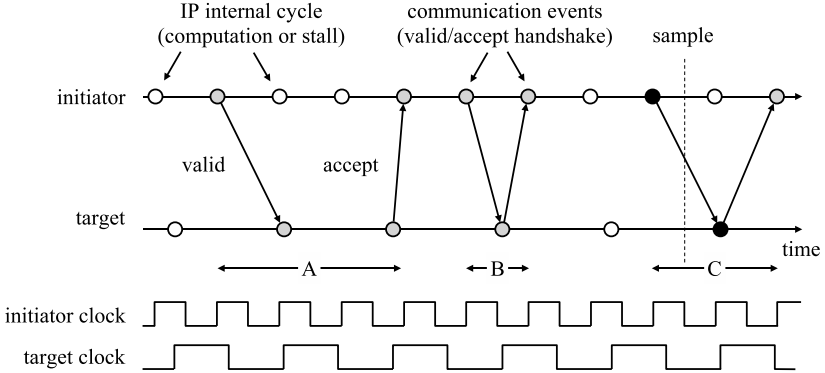 IP internal cycle
(computation or stall)
communication events
(valid/accept handshake)
sample
initiator
valid
accept
target
time
A
B
C
initiator clock
target clock